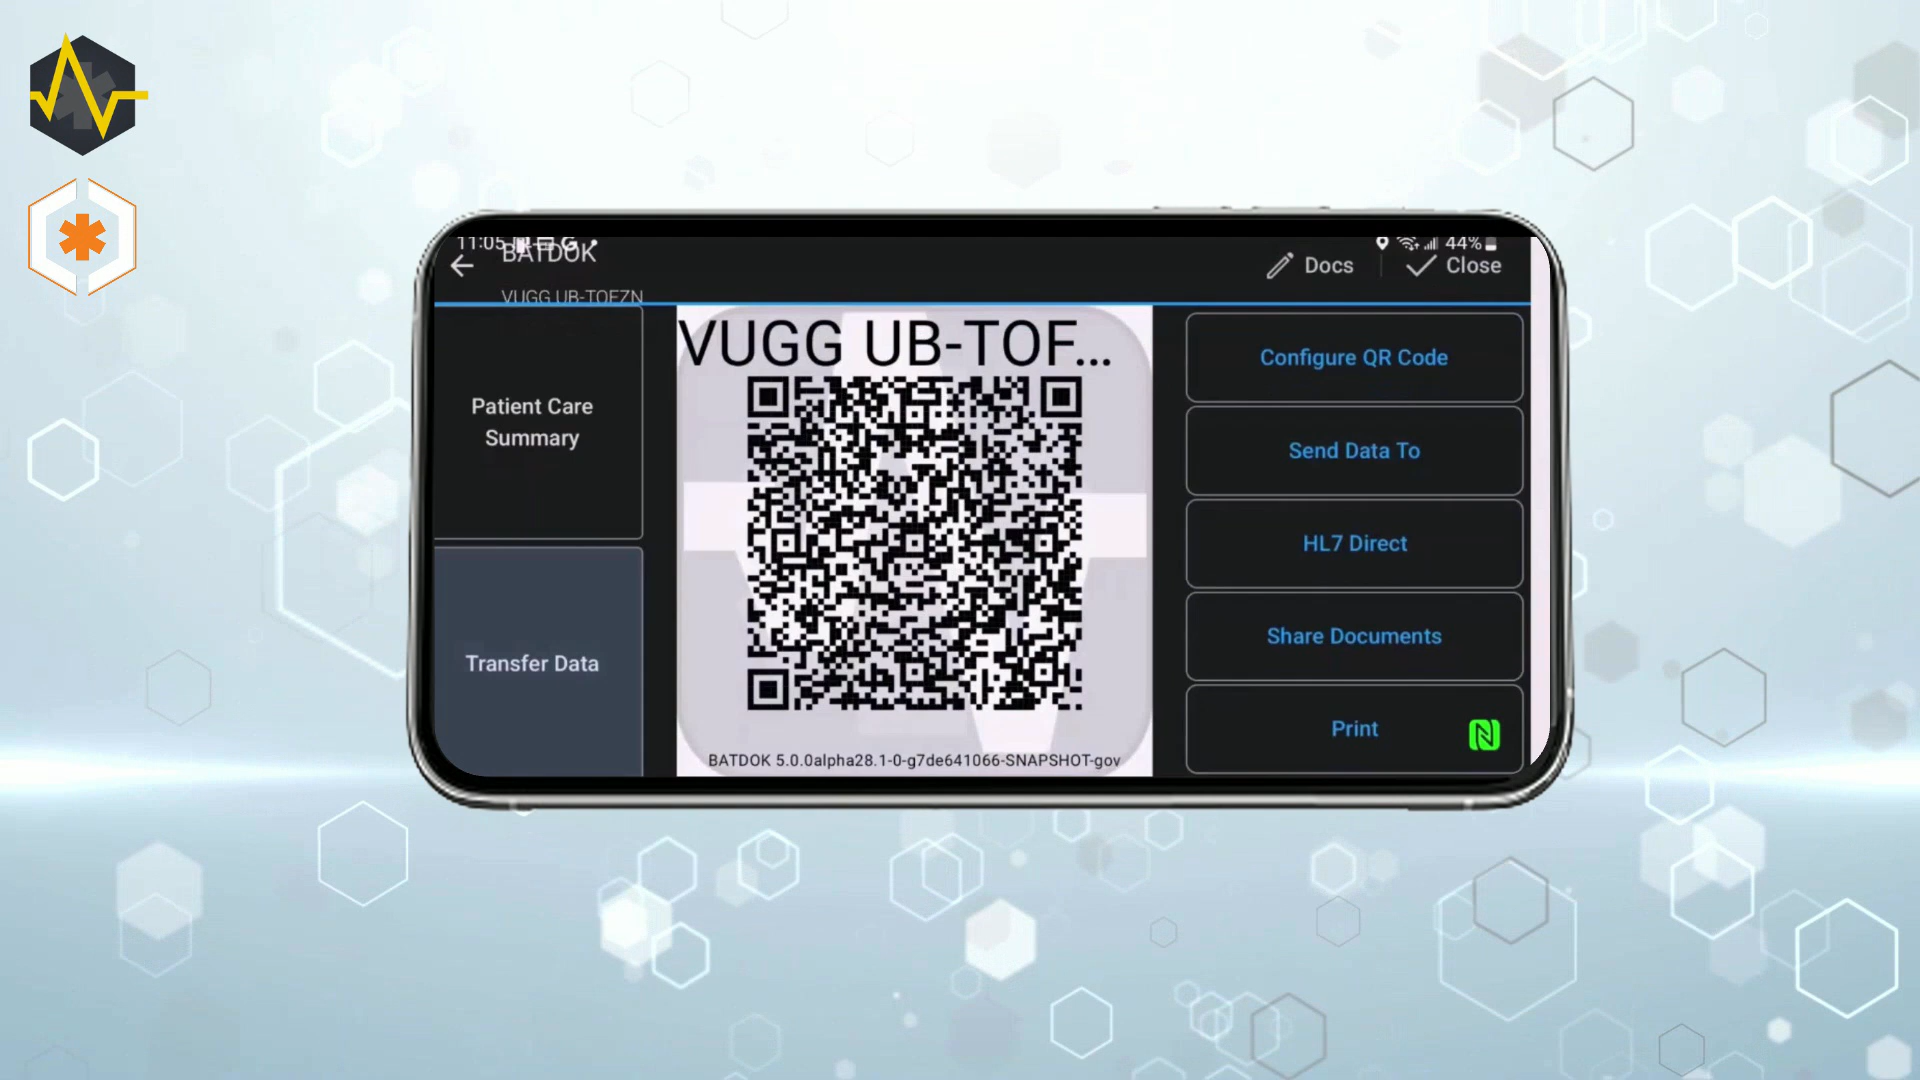 11:05
BATDOK
44%
Docs
Close
VUGG UB-TOFZN
Patient Care
Summary
Transfer Data
VUGG UB-TOF...
BATDOK 5.0.0alpha28.1-0-g7de641066-SNAPSHOT-gov
Configure QR Code
Send Data To
HL7 Direct
Share Documents
Print